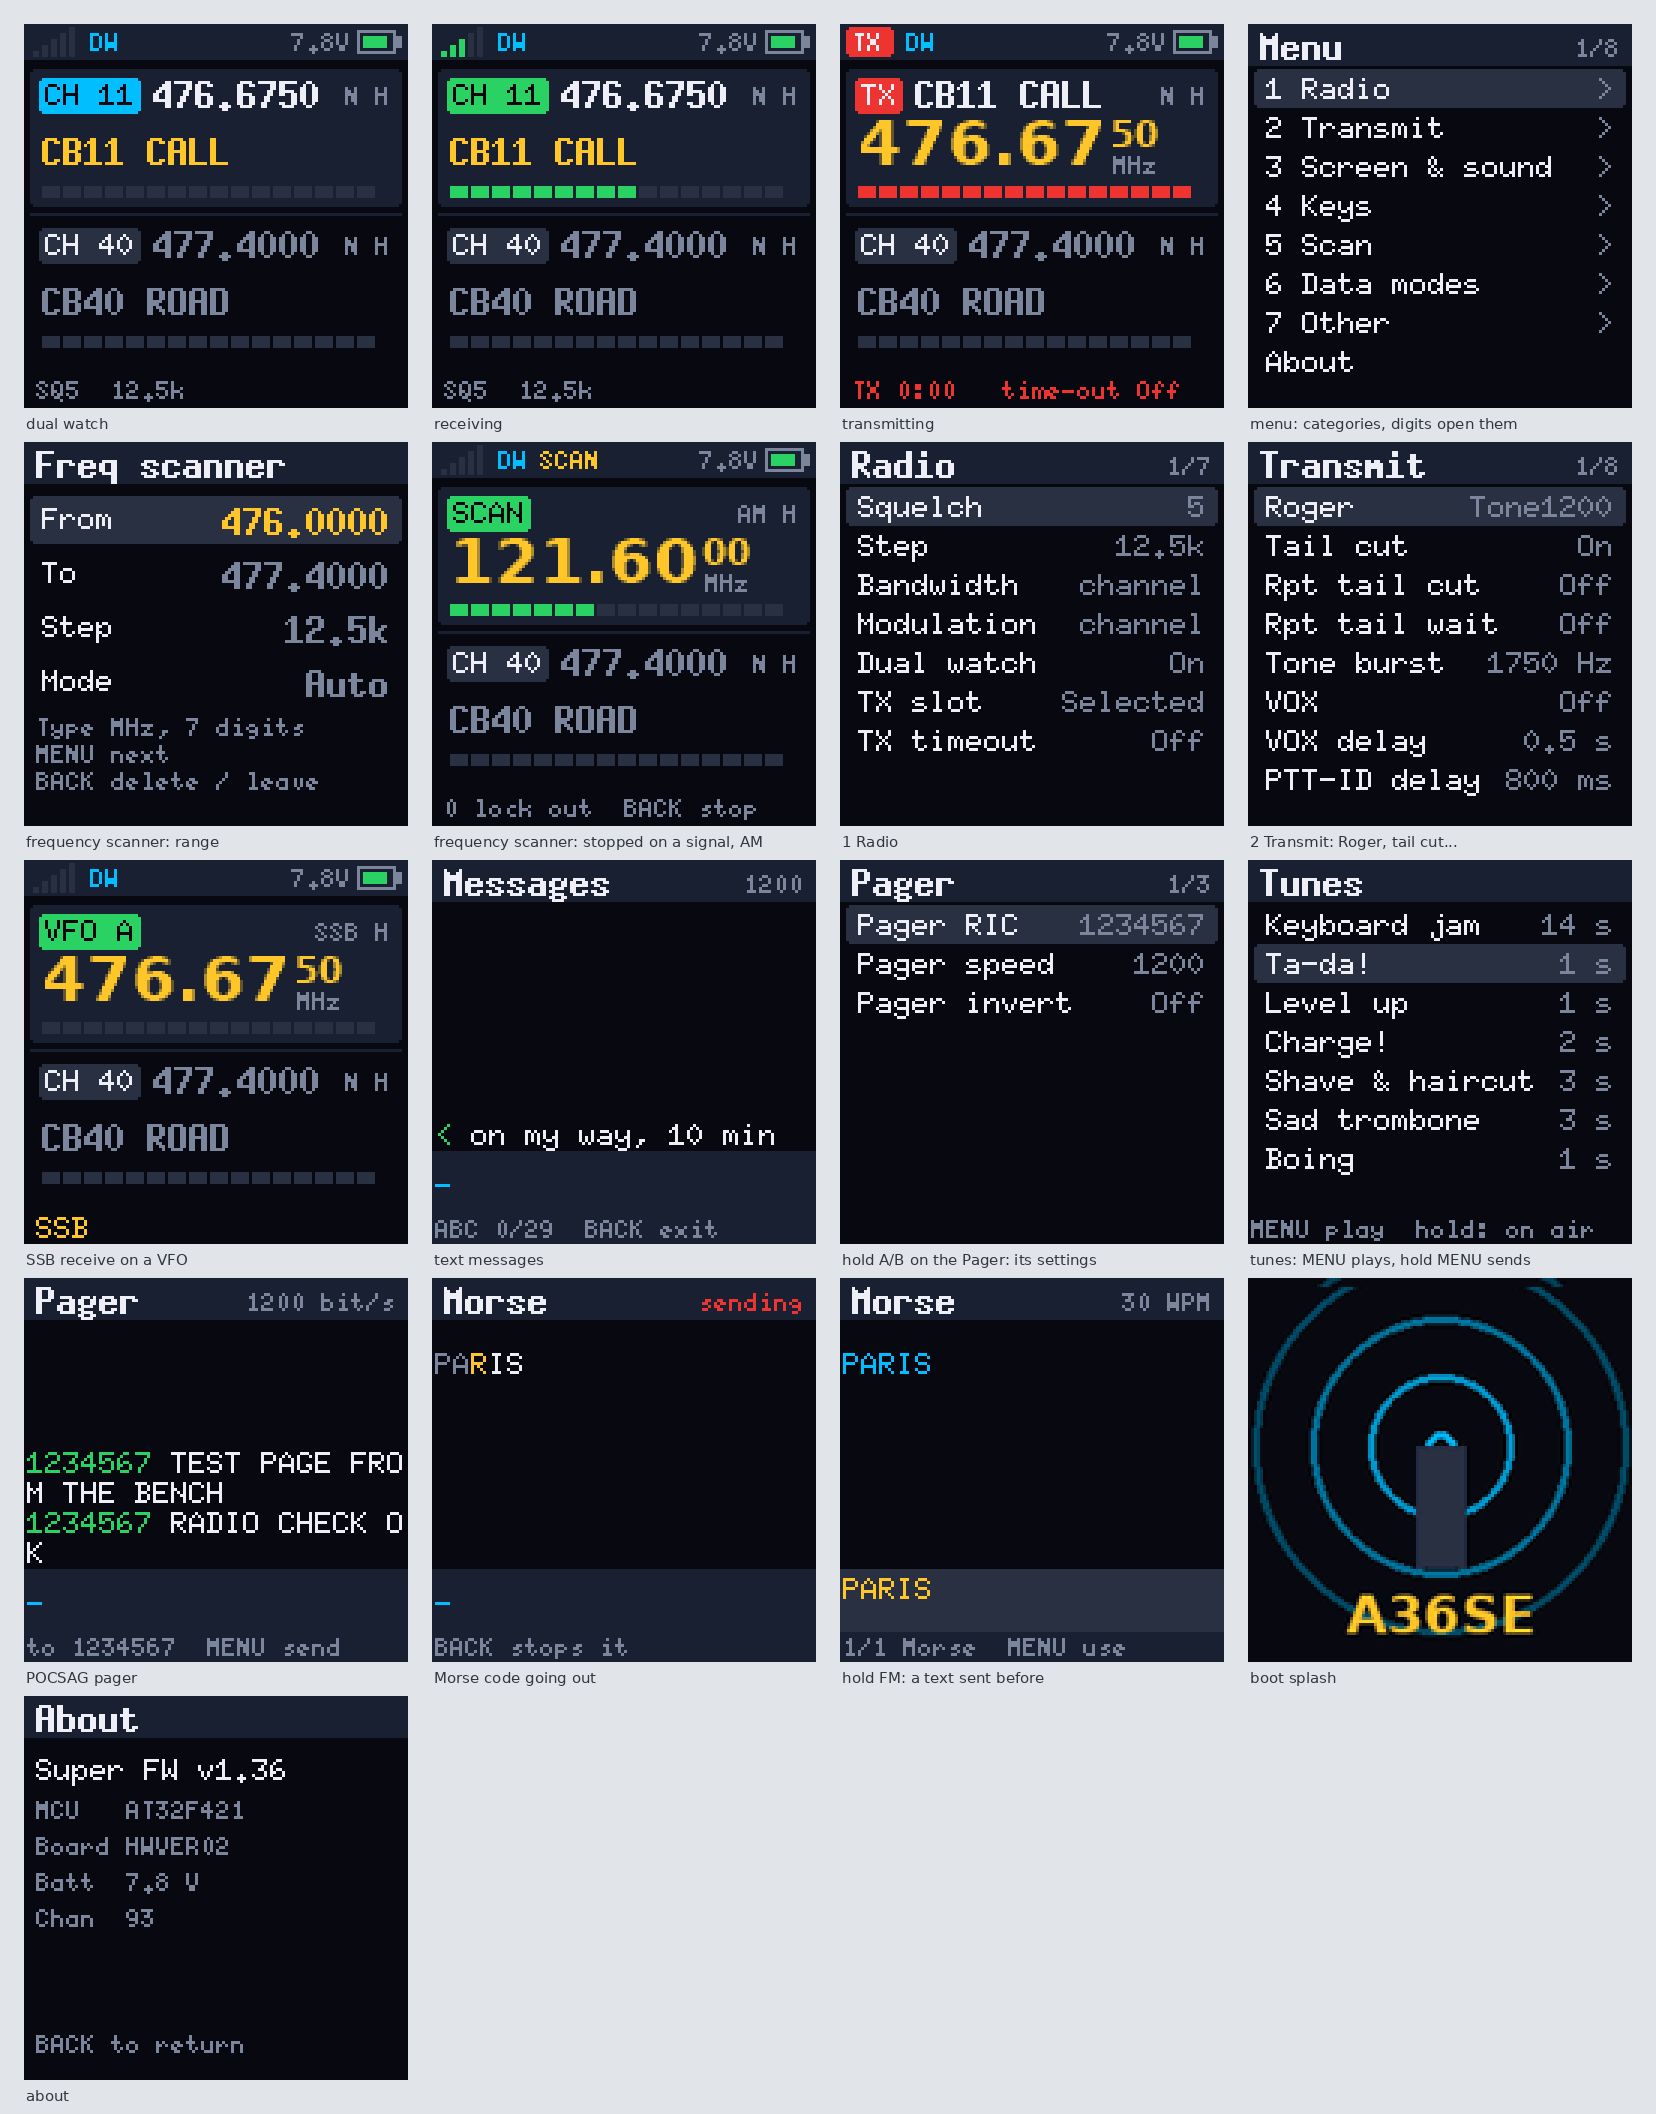 DW 7.8V
CH 11 476.6750 N H
CB11 CALL
CH 40 477.4000 N H
CB40 ROAD
SQ5 12.5k
dual watch
DW 7.8V
CH 11 476.6750 N H
CB11 CALL
CH 40 477.4000 N H
CB40 ROAD
SQ5 12.5k
receiving
TX DW 7.8V
TX CB11 CALL N H
476.6750 MHz
CH 40 477.4000 N H
CB40 ROAD
TX 0:00 time-out Off
transmitting
Menu 1/8
1 Radio >
2 Transmit >
3 Screen & sound >
4 Keys >
5 Scan >
6 Data modes >
7 Other >
About
menu: categories, digits open them
Freq scanner
From 476.0000
To 477.4000
Step 12.5k
Mode Auto
Type MHz, 7 digits
MENU next
BACK delete / leave
frequency scanner: range
DW SCAN 7.8V
SCAN AM H
121.6000 MHz
CH 40 477.4000 N H
CB40 ROAD
0 lock out BACK stop
frequency scanner: stopped on a signal, AM
Radio 1/7
Squelch 5
Step 12.5k
Bandwidth channel
Modulation channel
Dual watch On
TX slot Selected
TX timeout Off
1 Radio
Transmit 1/8
Roger Tone1200
Tail cut On
Rpt tail cut Off
Rpt tail wait Off
Tone burst 1750 Hz
VOX Off
VOX delay 0.5 s
PTT-ID delay 800 ms
2 Transmit: Roger, tail cut...
DW 7.8V
VFO A SSB H
476.6750 MHz
CH 40 477.4000 N H
CB40 ROAD
SSB
SSB receive on a VFO
Messages 1200
< on my way, 10 min
_
ABC 0/29 BACK exit
text messages
Pager 1/3
Pager RIC 1234567
Pager speed 1200
Pager invert Off
hold A/B on the Pager: its settings
Tunes
Keyboard jam 14 s
Ta-da! 1 s
Level up 1 s
Charge! 2 s
Shave & haircut 3 s
Sad trombone 3 s
Boing 1 s
MENU play hold: on air
tunes: MENU plays, hold MENU sends
Pager 1200 bit/s
1234567 TEST PAGE FRO
M THE BENCH
1234567 RADIO CHECK O
K
_
to 1234567 MENU send
POCSAG pager
Morse sending
PARIS
_
BACK stops it
Morse code going out
Morse 30 WPM
PARIS
PARIS
1/1 Morse MENU use
hold FM: a text sent before
A36SE
boot splash
About
Super FW v1.36
MCU AT32F421
Board HWVER02
Batt 7.8 V
Chan 93
BACK to return
about